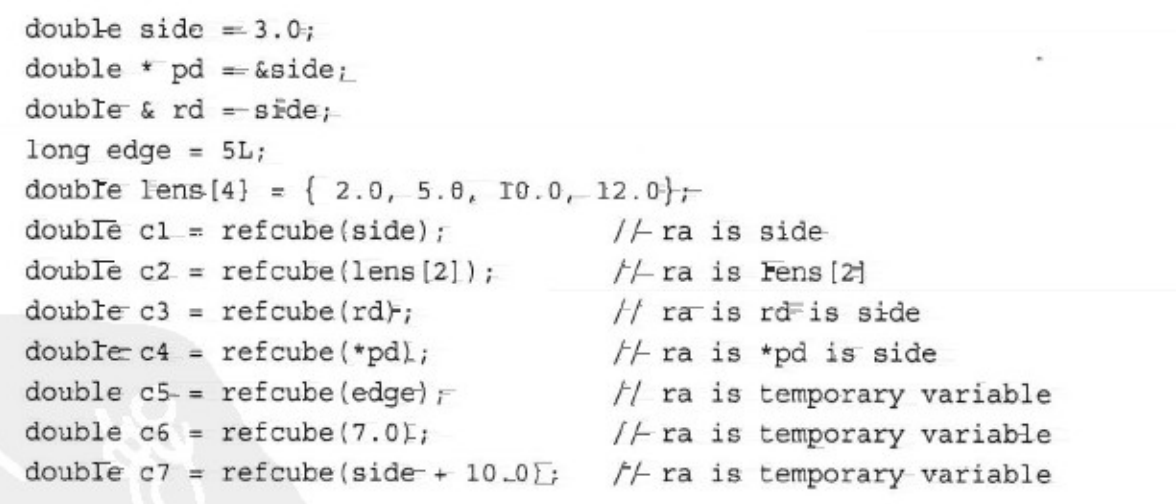 double side = 3.0;
double * pd = &side;
double & rd = side;
long edge = 5L;
double lens[4] = { 2.0, 5.0, 10.0, 12.0};
double c1 = refcube(side); // ra is side
double c2 = refcube(lens[2]); // ra is lens[2]
double c3 = refcube(rd); // ra is rd is side
double c4 = refcube(*pd); // ra is *pd is side
double c5 = refcube(edge); // ra is temporary variable
double c6 = refcube(7.0); // ra is temporary variable
double c7 = refcube(side + 10.0); // ra is temporary variable